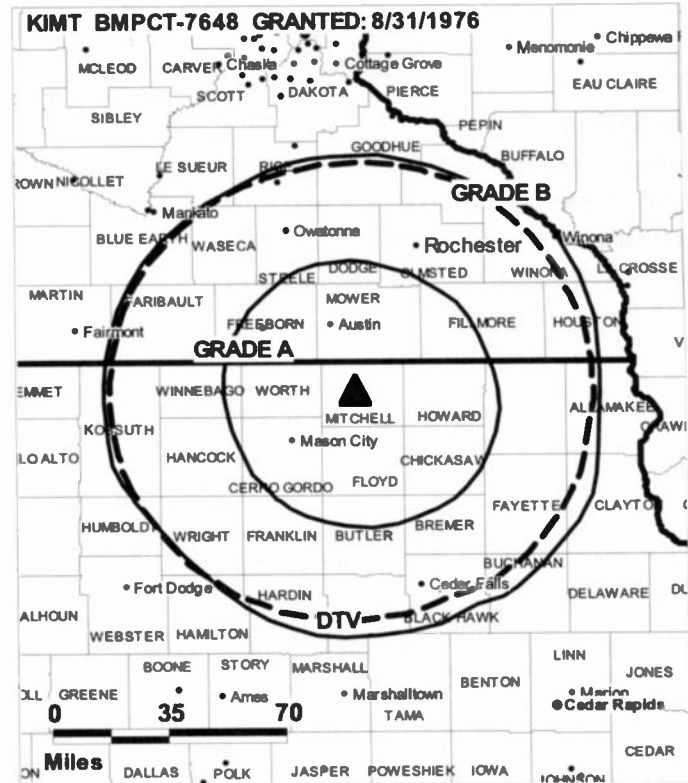 KIMT BMPCT-7648 GRANTED: 8/31/1976
Menomonie
Chippewa F
MCLEOD
CARVER
Chaska
Cottage Grove
EAU CLAIRE
SCOTT
DAKOTA
PIERCE
SIBLEY
PEPIN
GOODHUE
BUFFALO
LE SUEUR
RICE
ROWN
NICOLLET
GRADE B
Mankato
BLUE EARTH
WASECA
Owatonna
Rochester
Winona
STEELE
DODGE
OLMSTED
WINONA
LA CROSSE
MARTIN
FARIBAULT
MOWER
Fairmont
FREEBORN
Austin
FILLMORE
HOUSTON
V
GRADE A
EMMET
WINNEBAGO
WORTH
MITCHELL
HOWARD
ALLAMAKEE
KOSSUTH
CRAWI
Mason City
LO ALTO
HANCOCK
CHICKASAW
CERRO GORDO
FLOYD
HUMBOLDT
WRIGHT
FRANKLIN
BUTLER
BREMER
FAYETTE
CLAYTON
BUCHANAN
Fort Dodge
HARDIN
Cedar Falls
DELAWARE
DU
ALHOUN
DTV
BLACK HAWK
WEBSTER
HAMILTON
LINN
BOONE
STORY
MARSHALL
BENTON
JONES
GREENE
Ames
Marshalltown
Marion
Cedar Rapids
TAMA
0 35 70
Miles
CEDAR
DALLAS
POLK
JASPER
POWESHIEK
IOWA
JOHNSON